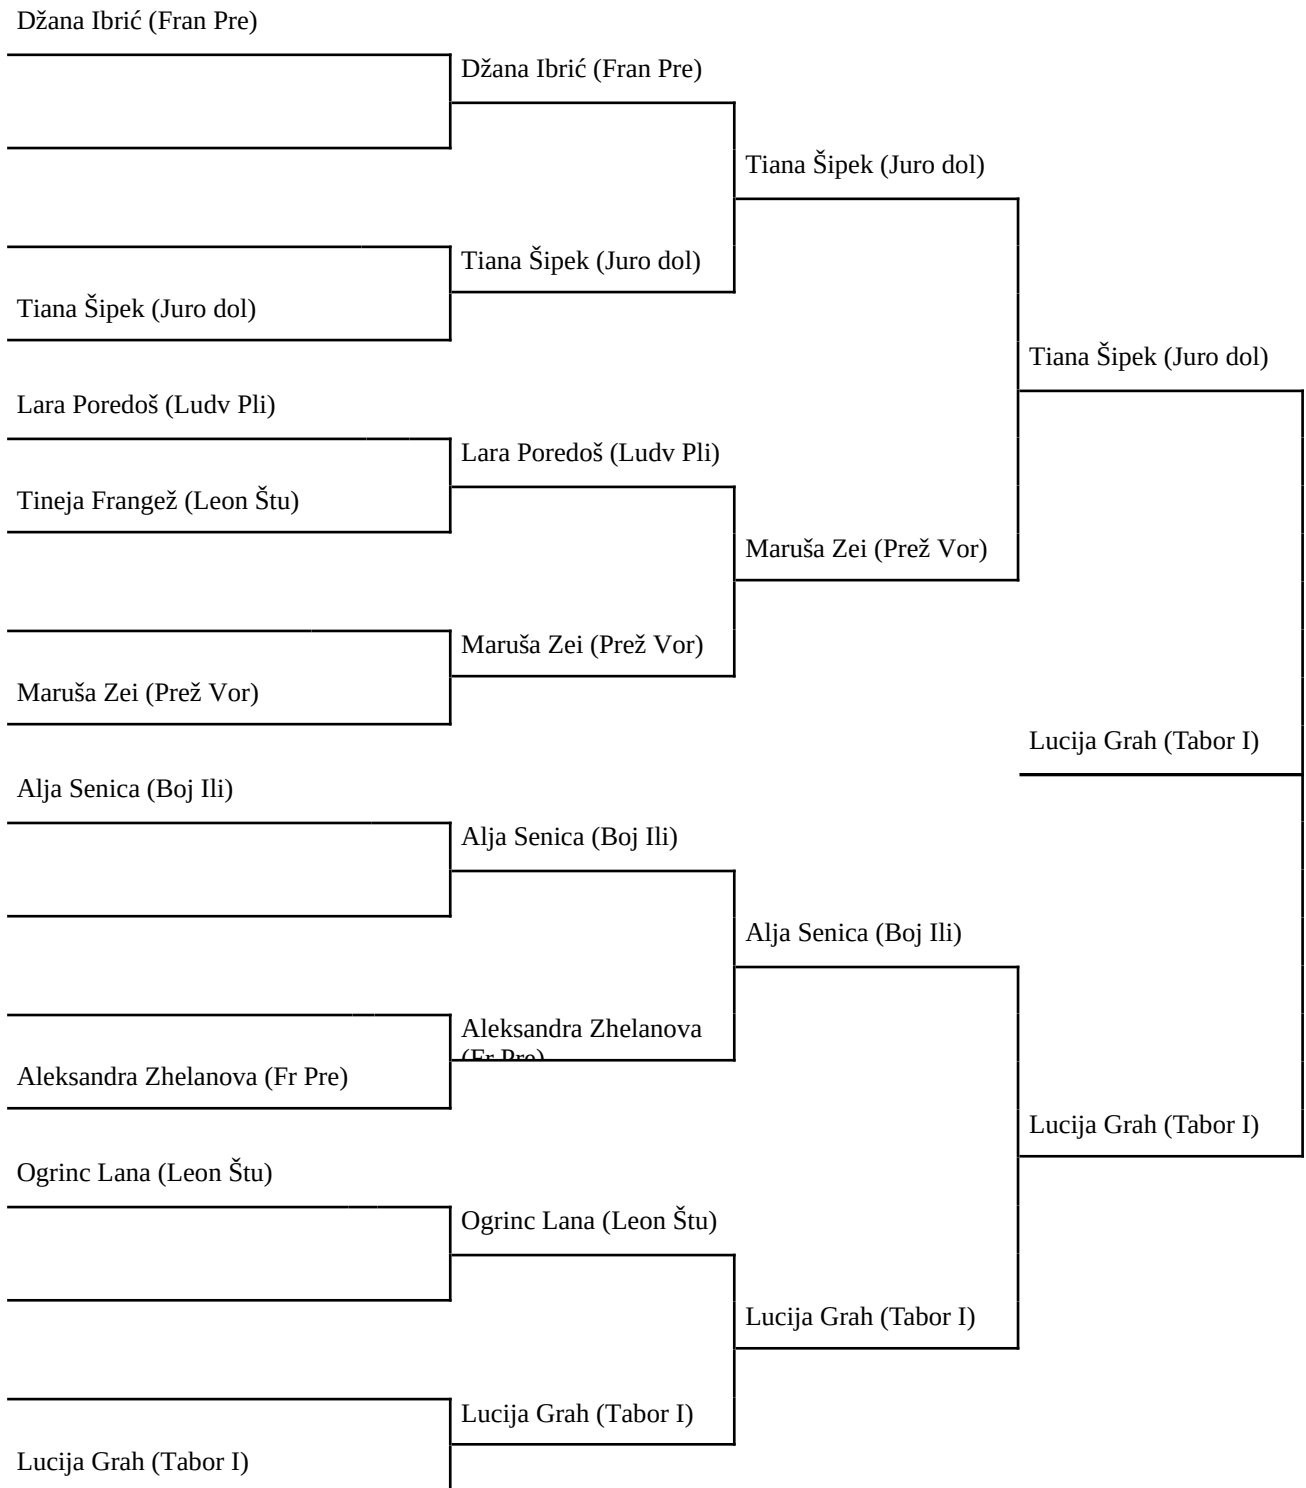 Džana Ibrić (Fran Pre)
Džana Ibrić (Fran Pre)
Tiana Šipek (Juro dol)
Tiana Šipek (Juro dol)
Tiana Šipek (Juro dol)
Tiana Šipek (Juro dol)
Lara Poredoš (Ludv Pli)
Lara Poredoš (Ludv Pli)
Tineja Frangež (Leon Štu)
Maruša Zei (Prež Vor)
Maruša Zei (Prež Vor)
Maruša Zei (Prež Vor)
Lucija Grah (Tabor I)
Alja Senica (Boj Ili)
Alja Senica (Boj Ili)
Alja Senica (Boj Ili)
Aleksandra Zhelanova
(Fr Pre)
Aleksandra Zhelanova (Fr Pre)
Lucija Grah (Tabor I)
Ogrinc Lana (Leon Štu)
Ogrinc Lana (Leon Štu)
Lucija Grah (Tabor I)
Lucija Grah (Tabor I)
Lucija Grah (Tabor I)